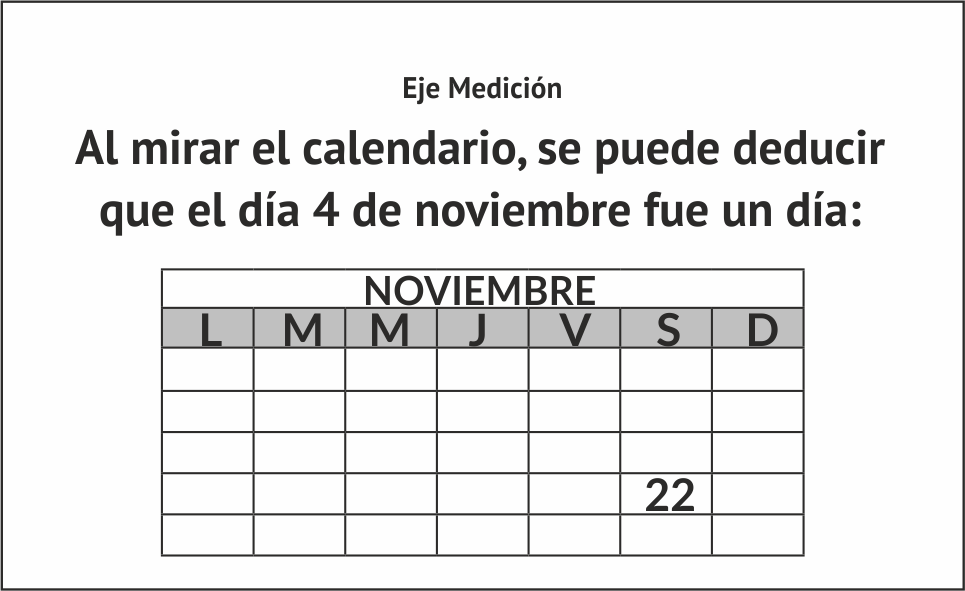 Eje Medición
Al mirar el calendario, se puede deducir
que el día 4 de noviembre fue un día:
NOVIEMBRE
L M M J V S D
22